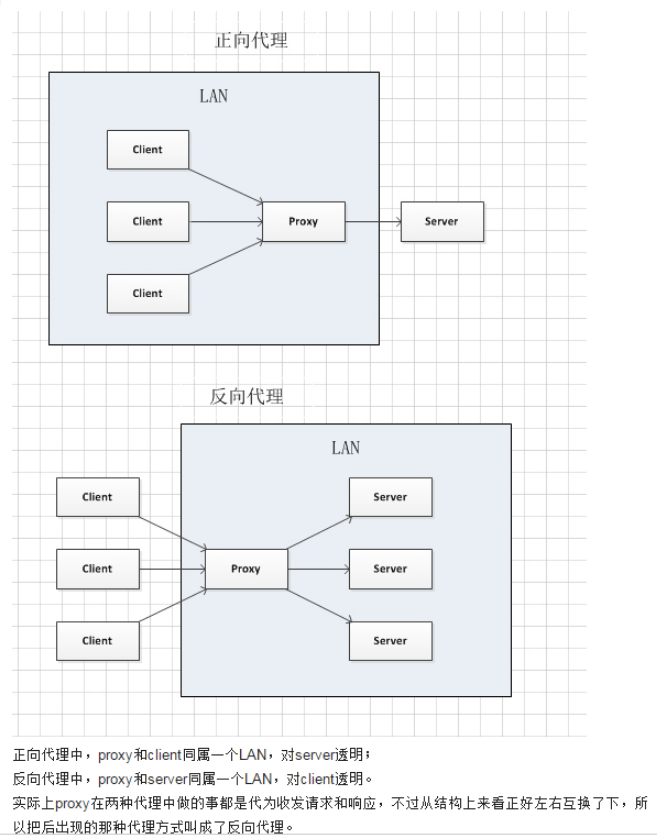 正向代理
LAN
Client
Client
Proxy
Server
Client
反向代理
LAN
Client
Server
Client
Proxy
Server
Client
Server
正向代理中，proxy和client同属一个LAN，对server透明；
反向代理中，proxy和server同属一个LAN，对client透明。
实际上proxy在两种代理中做的事都是代为收发请求和响应，不过从结构上来看正好左右互换了下，所
以把后出现的那种代理方式叫成了反向代理。